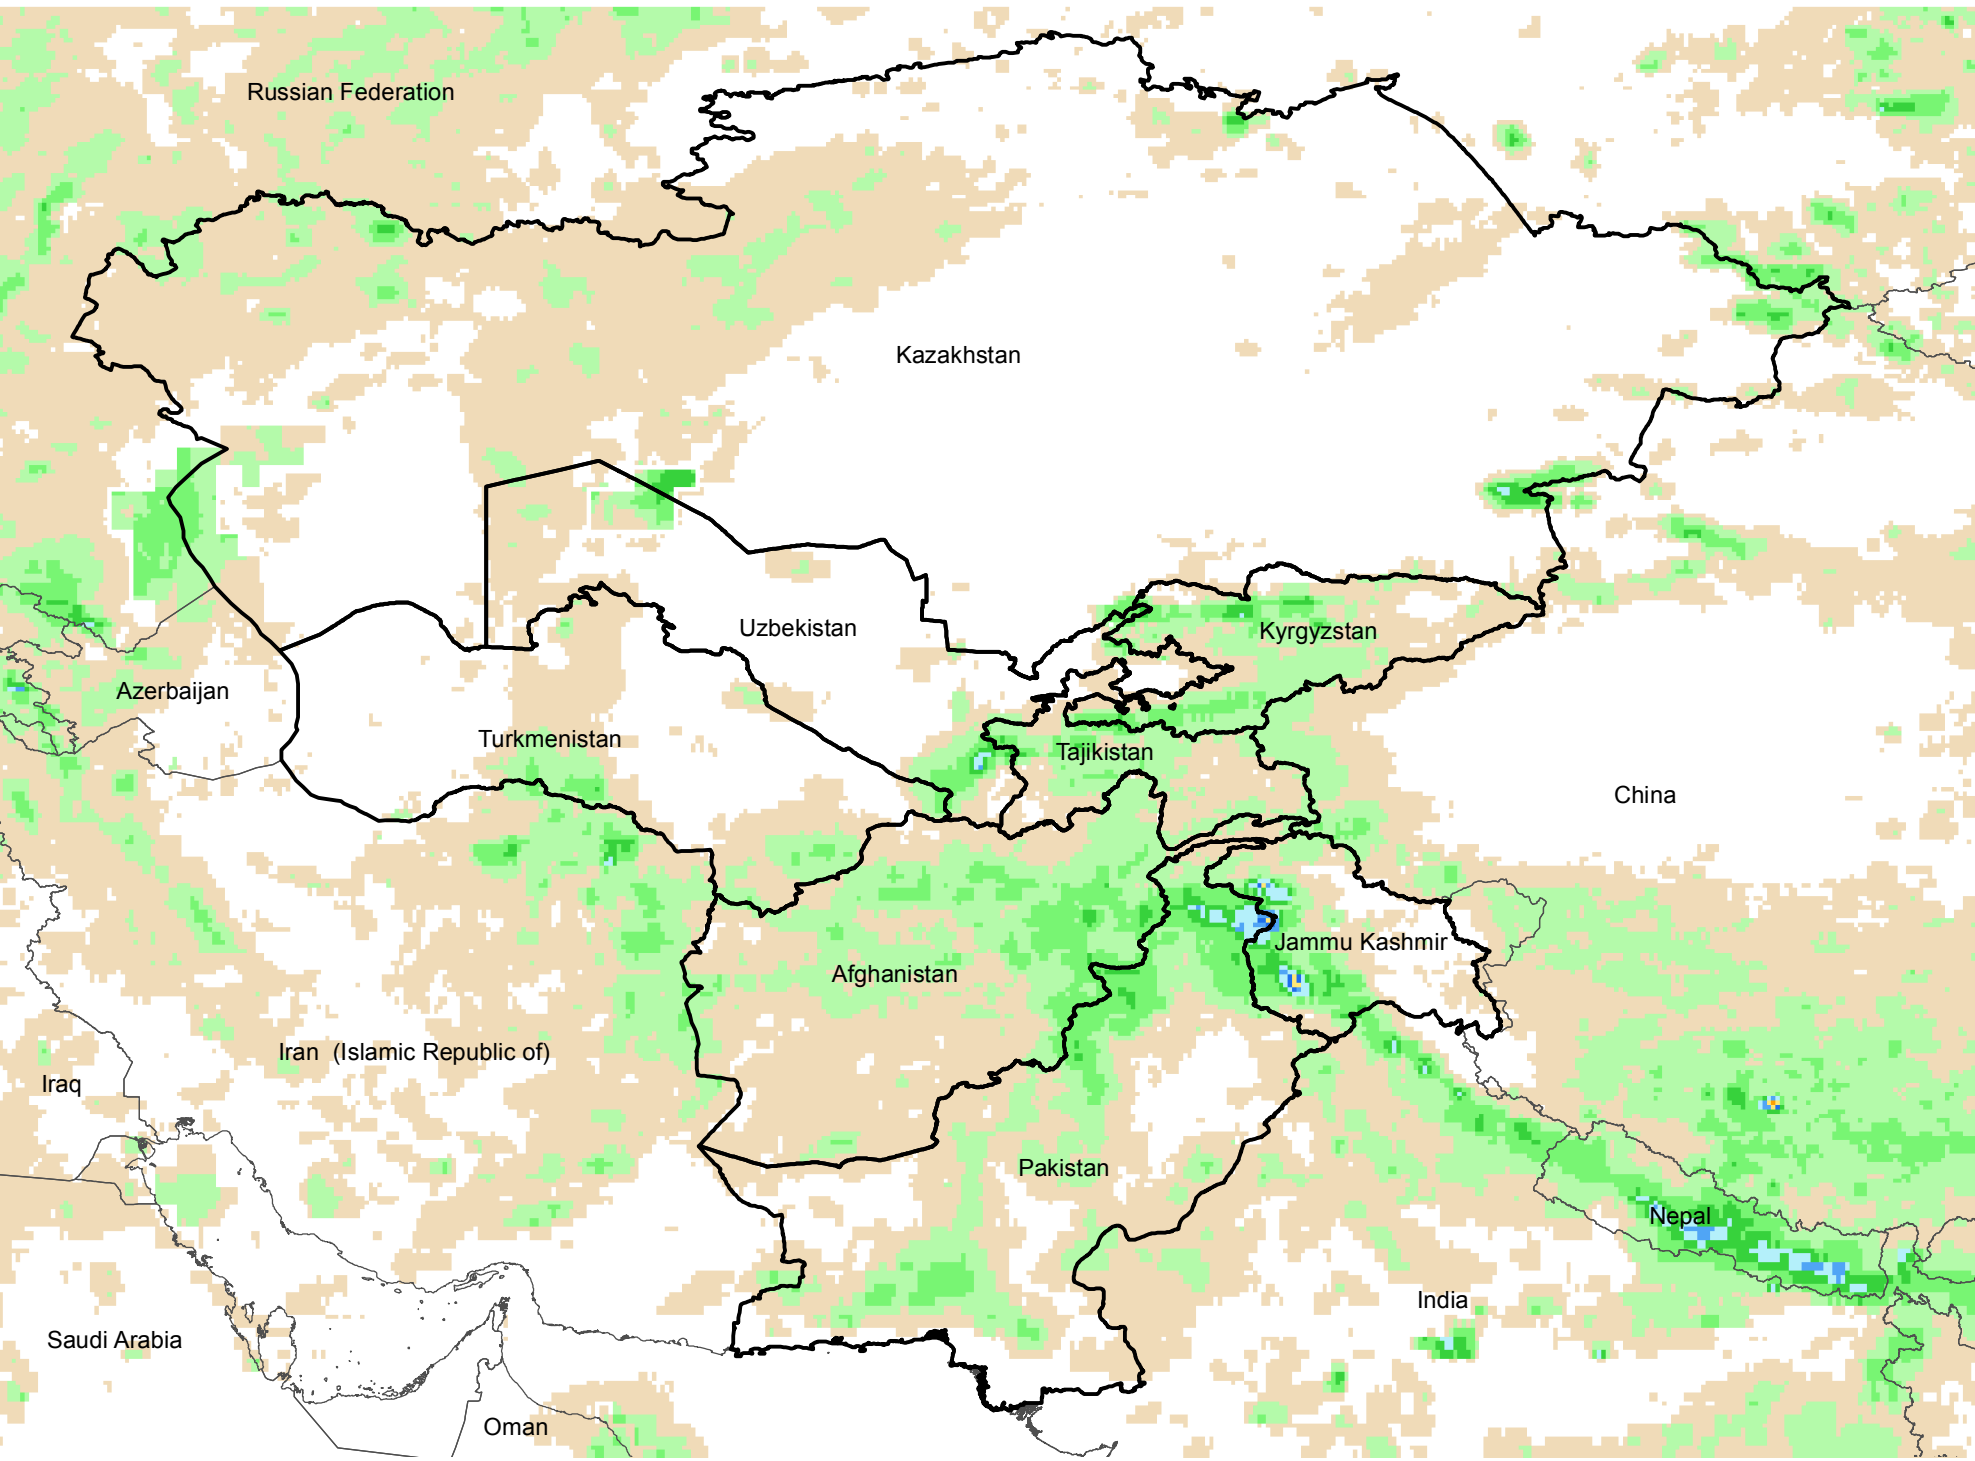 Russian Federation
Kazakhstan
Uzbekistan
Kyrgyzstan
Azerbaijan
Turkmenistan
Tajikistan
China
Jammu Kashmir
Afghanistan
Iran (Islamic Republic of)
Iraq
Pakistan
Nepal
India
Saudi Arabia
Oman